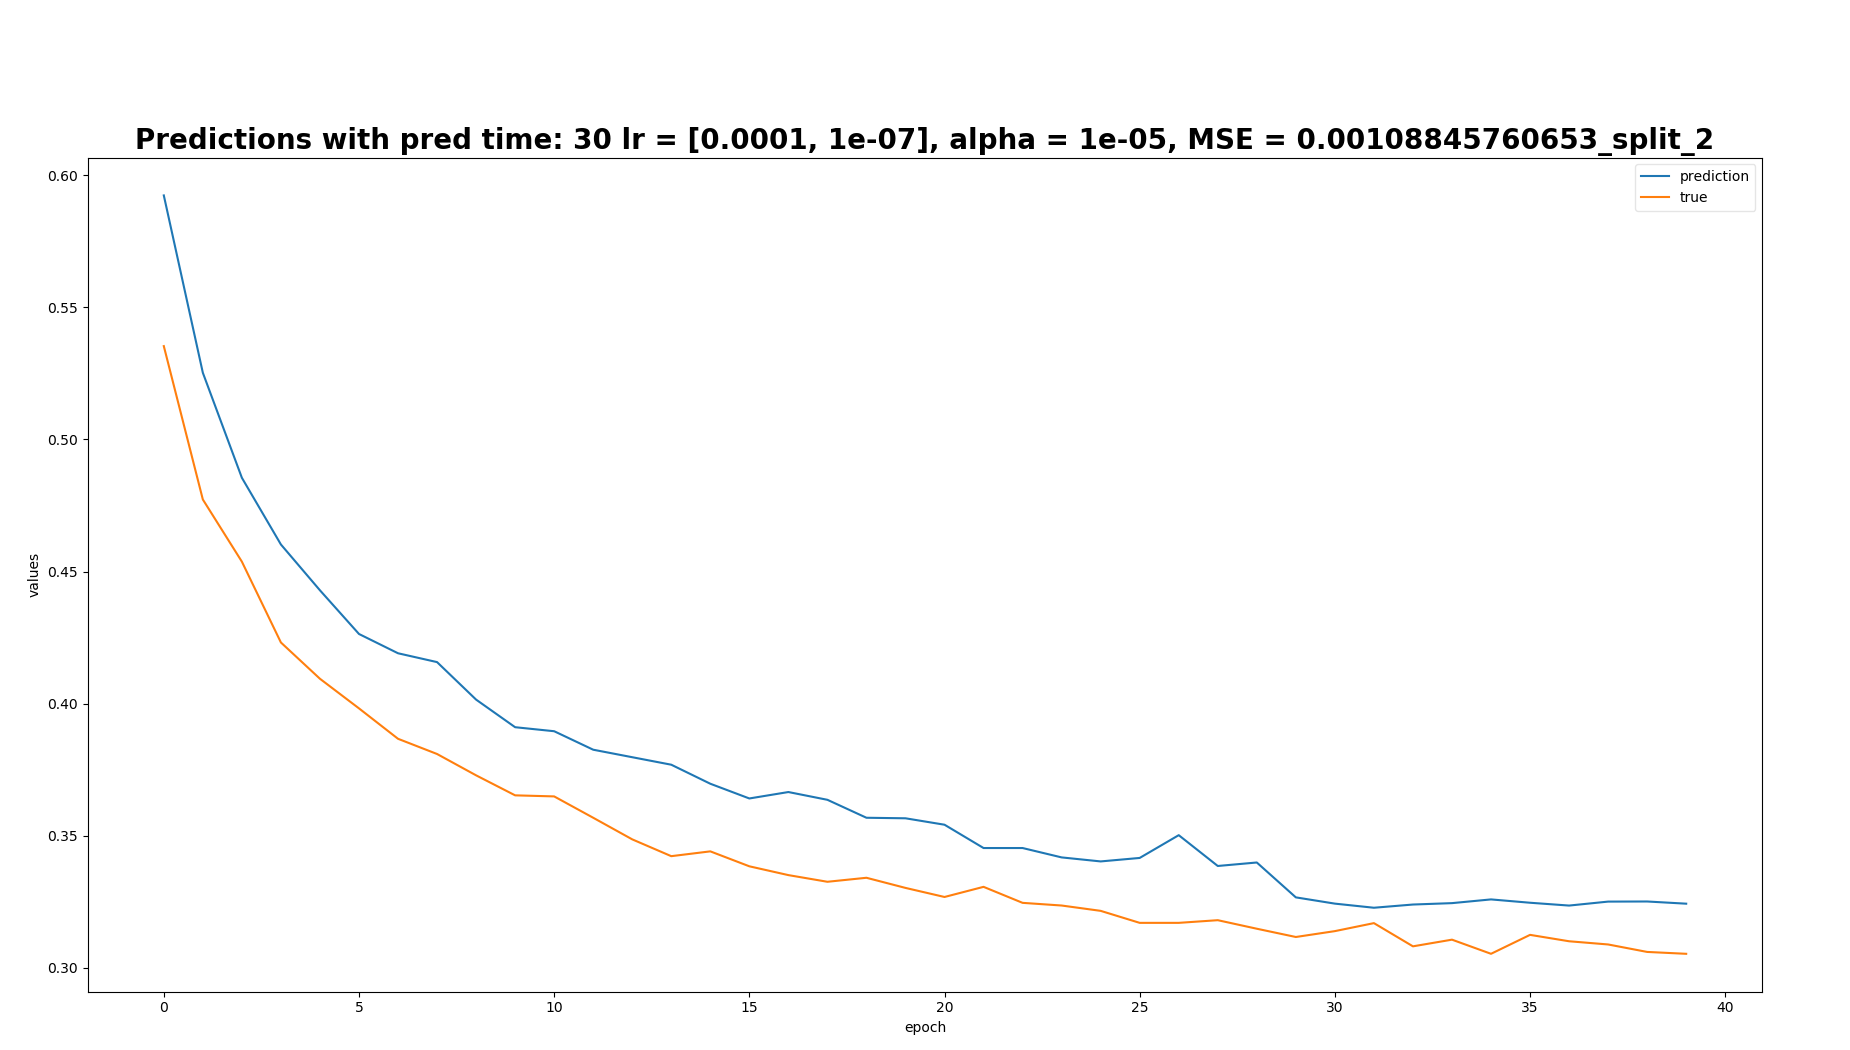 Predictions with pred time: 30 lr = [0.0001, 1e-07], alpha = 1e-05, MSE = 0.00108845760653_split_2
prediction
true
0.60
0.55
0.50
0.45
0.40
0.35
0.30
values
0 5 10 15 20 25 30 35 40
epoch